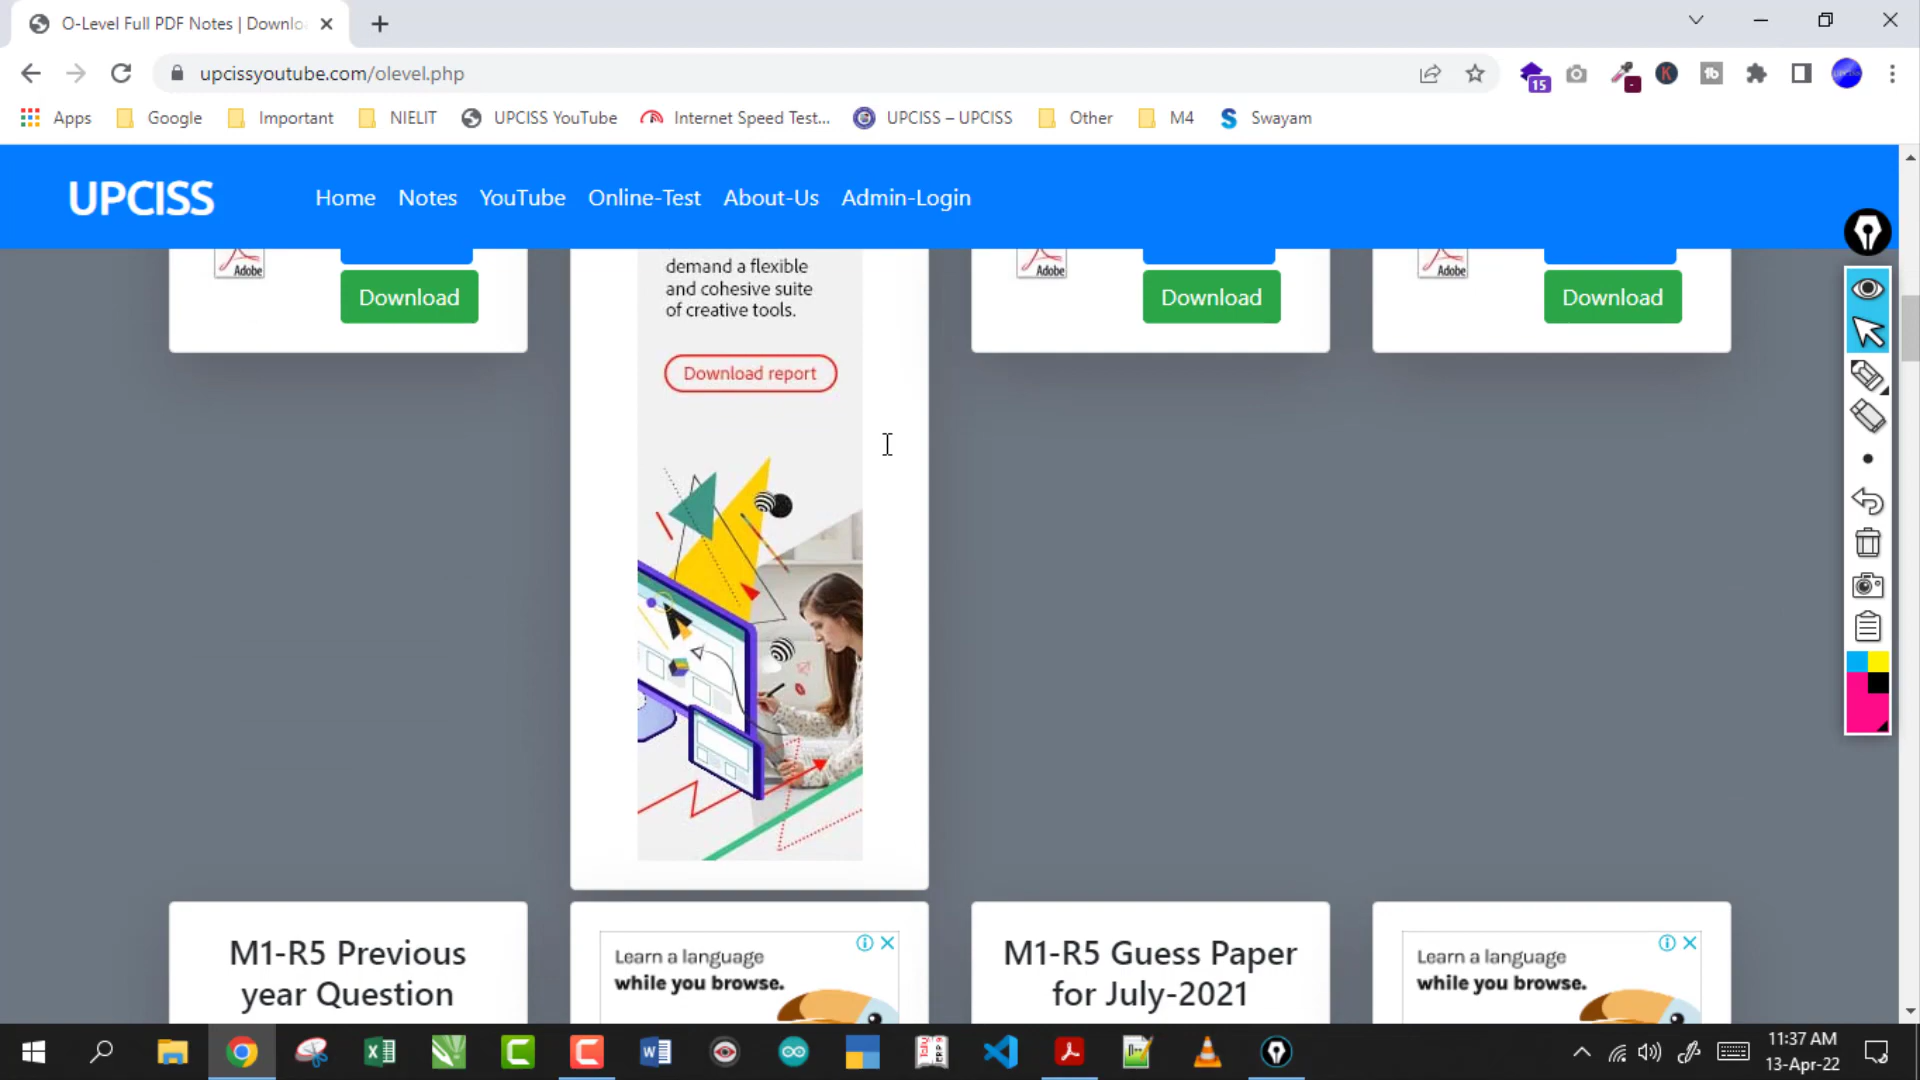 O-Level Full PDF Notes | Downlo
upcissyoutube.com/olevel.php
15
Apps
Google
Important
NIELIT
UPCISS YouTube
Internet Speed Test...
UPCISS – UPCISS
Other
M4
Swayam
UPCISS
Home
Notes
YouTube
Online-Test
About-Us
Admin-Login
Adobe
Download
demand a flexible
and cohesive suite
of creative tools.
Download report
Adobe
Download
Adobe
Download
M1-R5 Previous
year Question
Learn a language
while you browse.
M1-R5 Guess Paper
for July-2021
Learn a language
while you browse.
11:37 AM
13-Apr-22